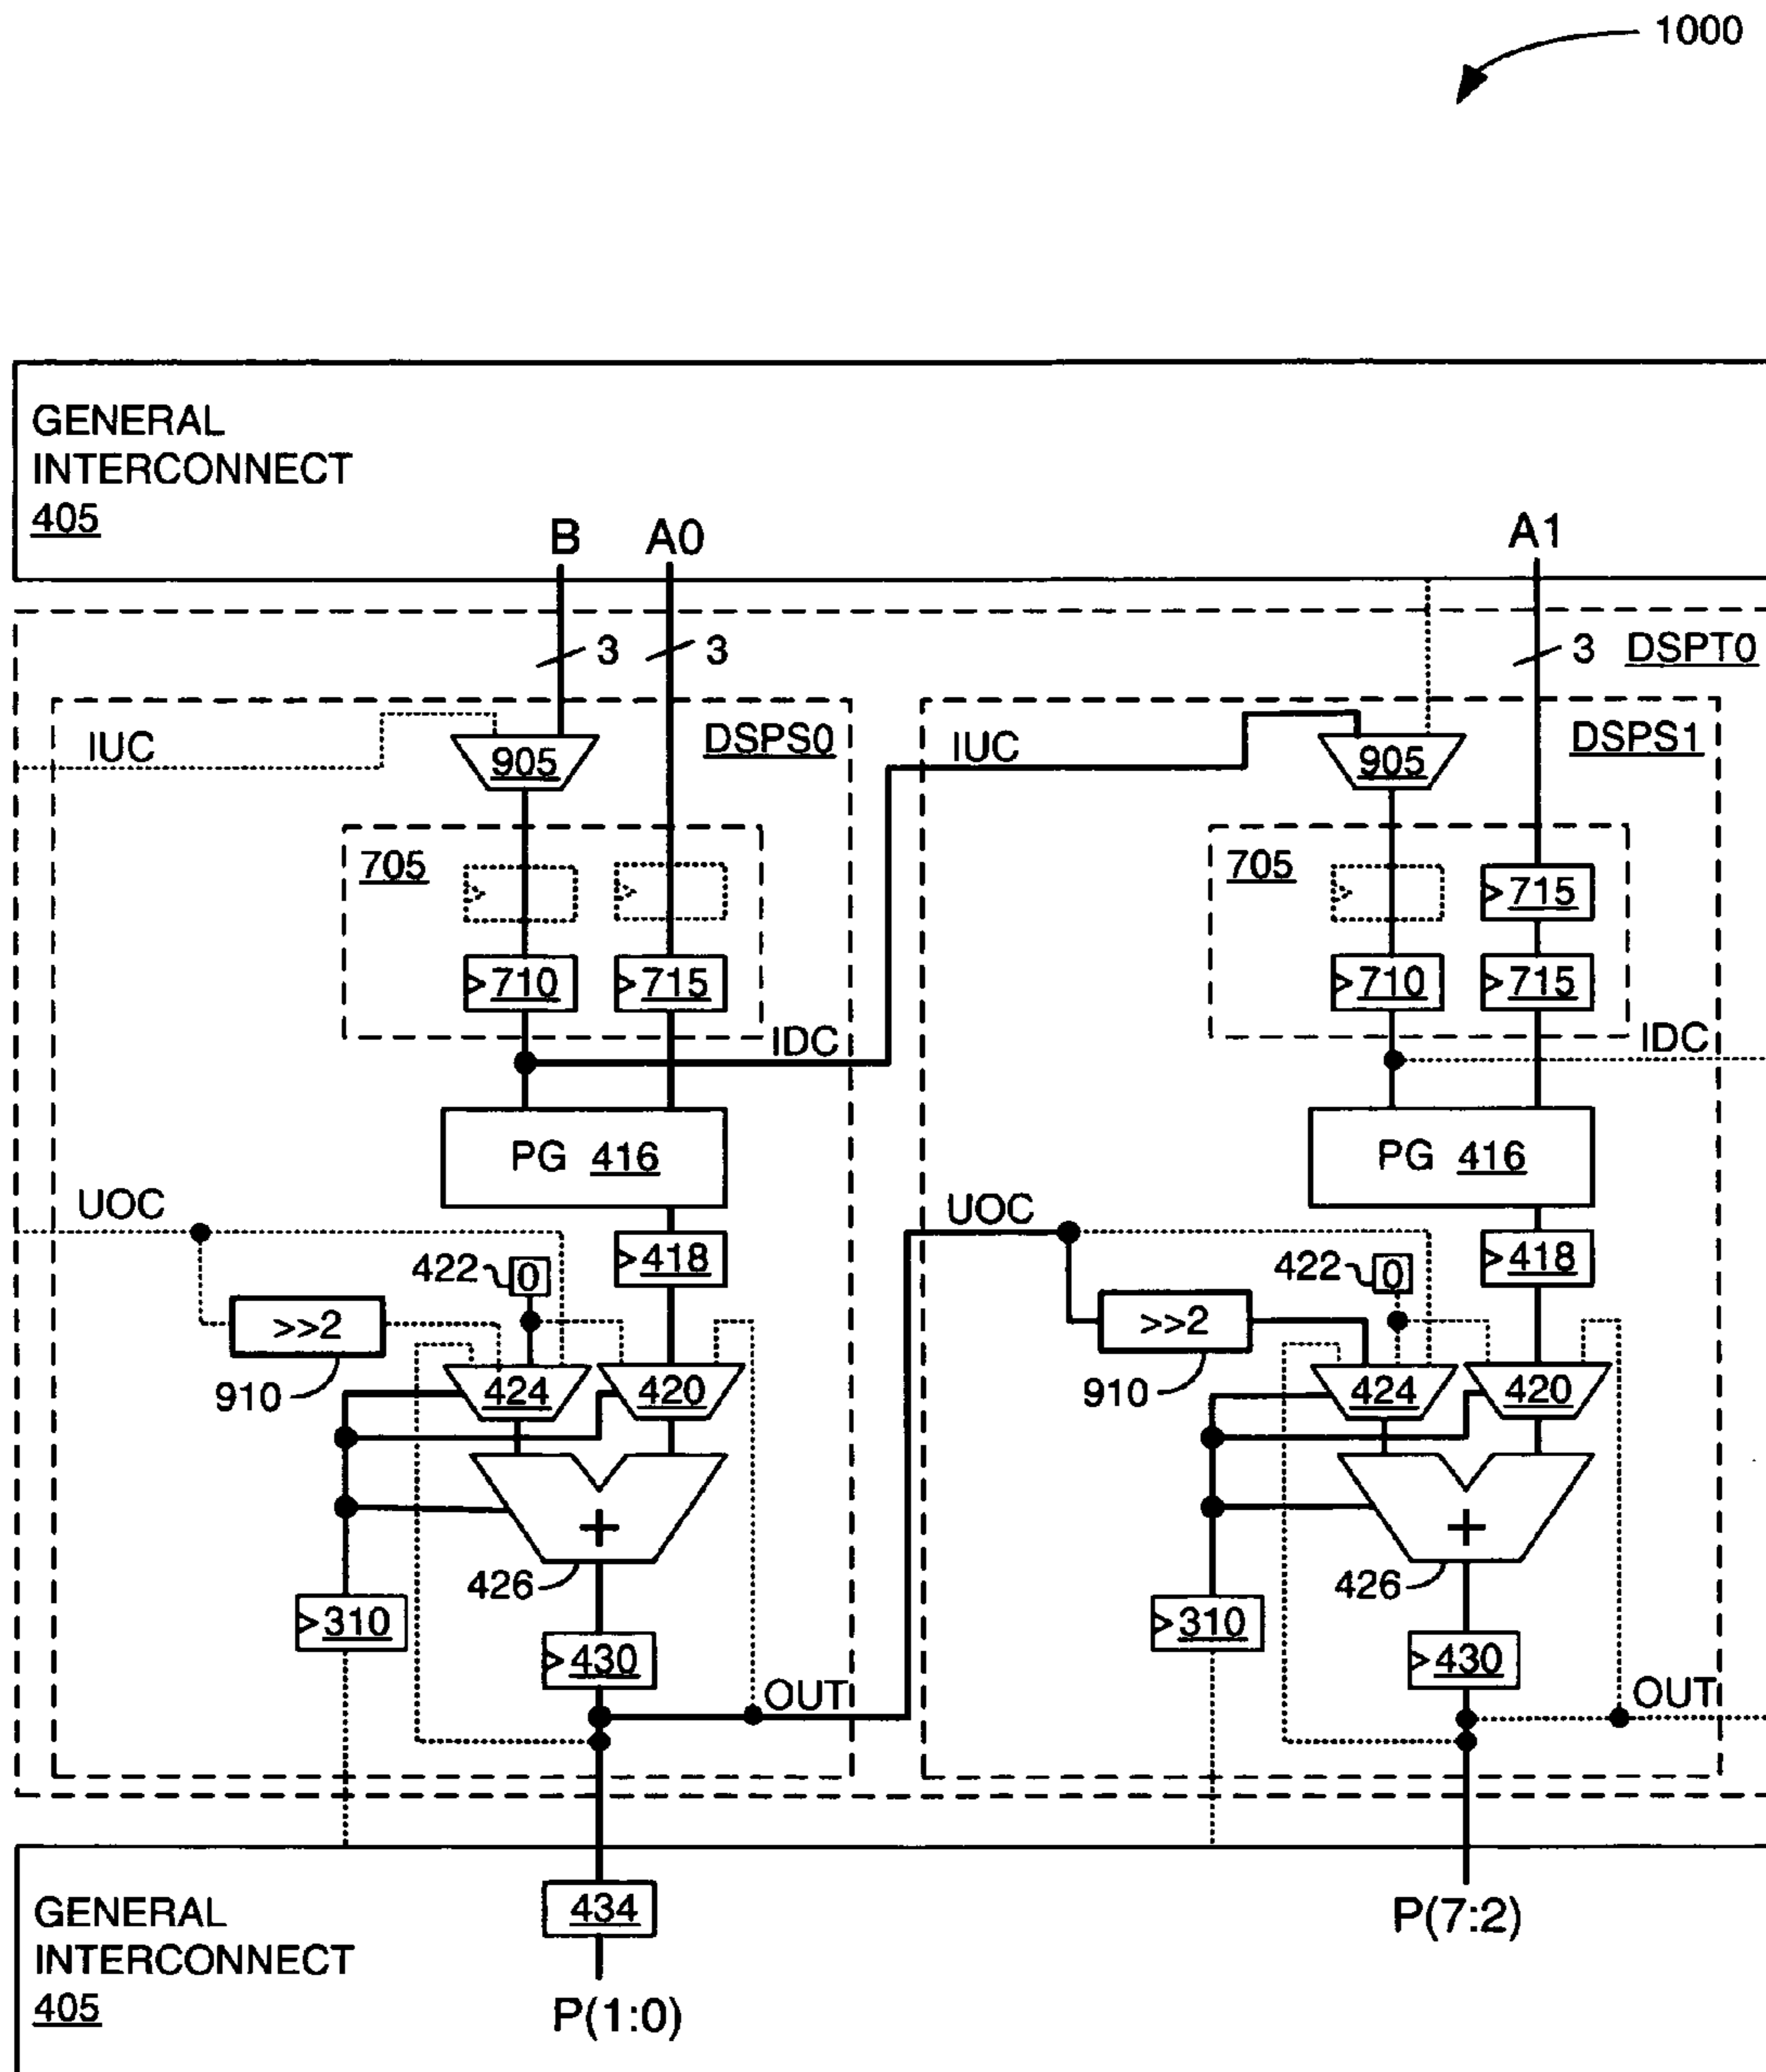 1000
GENERAL
INTERCONNECT
405
B
A0
A1
3
3
3
DSPT0
IUC
905
DSPS0
IUC
905
DSPS1
705
705
715
710
715
710
715
IDC
IDC
PG 416
PG 416
UOC
UOC
418
418
422
0
422
0
>>2
>>2
424
420
424
420
910
910
+
+
426
426
310
310
430
430
OUT
OUT
GENERAL
INTERCONNECT
405
434
P(7:2)
P(1:0)